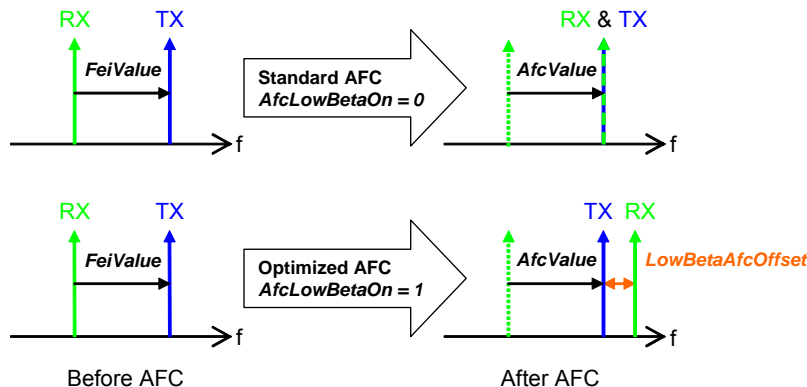 RX TX
FeiValue
f
Standard AFC
AfcLowBetaOn = 0
RX & TX
AfcValue
f
RX TX
FeiValue
f
Optimized AFC
AfcLowBetaOn = 1
TX RX
AfcValue
LowBetaAfcOffset
f
Before AFC
After AFC